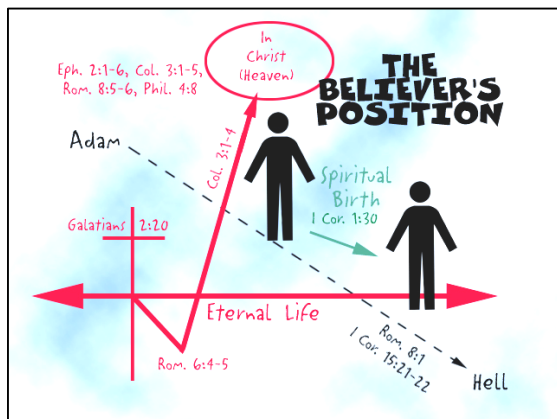 In
Christ
(Heaven)
THE
BELIEVER'S
POSITION
Eph. 2:1-6, Col. 3:1-5,
Rom. 8:5-6, Phil. 4:8
Adam
Col. 3:1-4
Spiritual
Birth
1 Cor. 1:30
Galatians 2:20
Eternal Life
Rom. 6:4-5
Rom. 8:1
1 Cor. 15:21-22
Hell